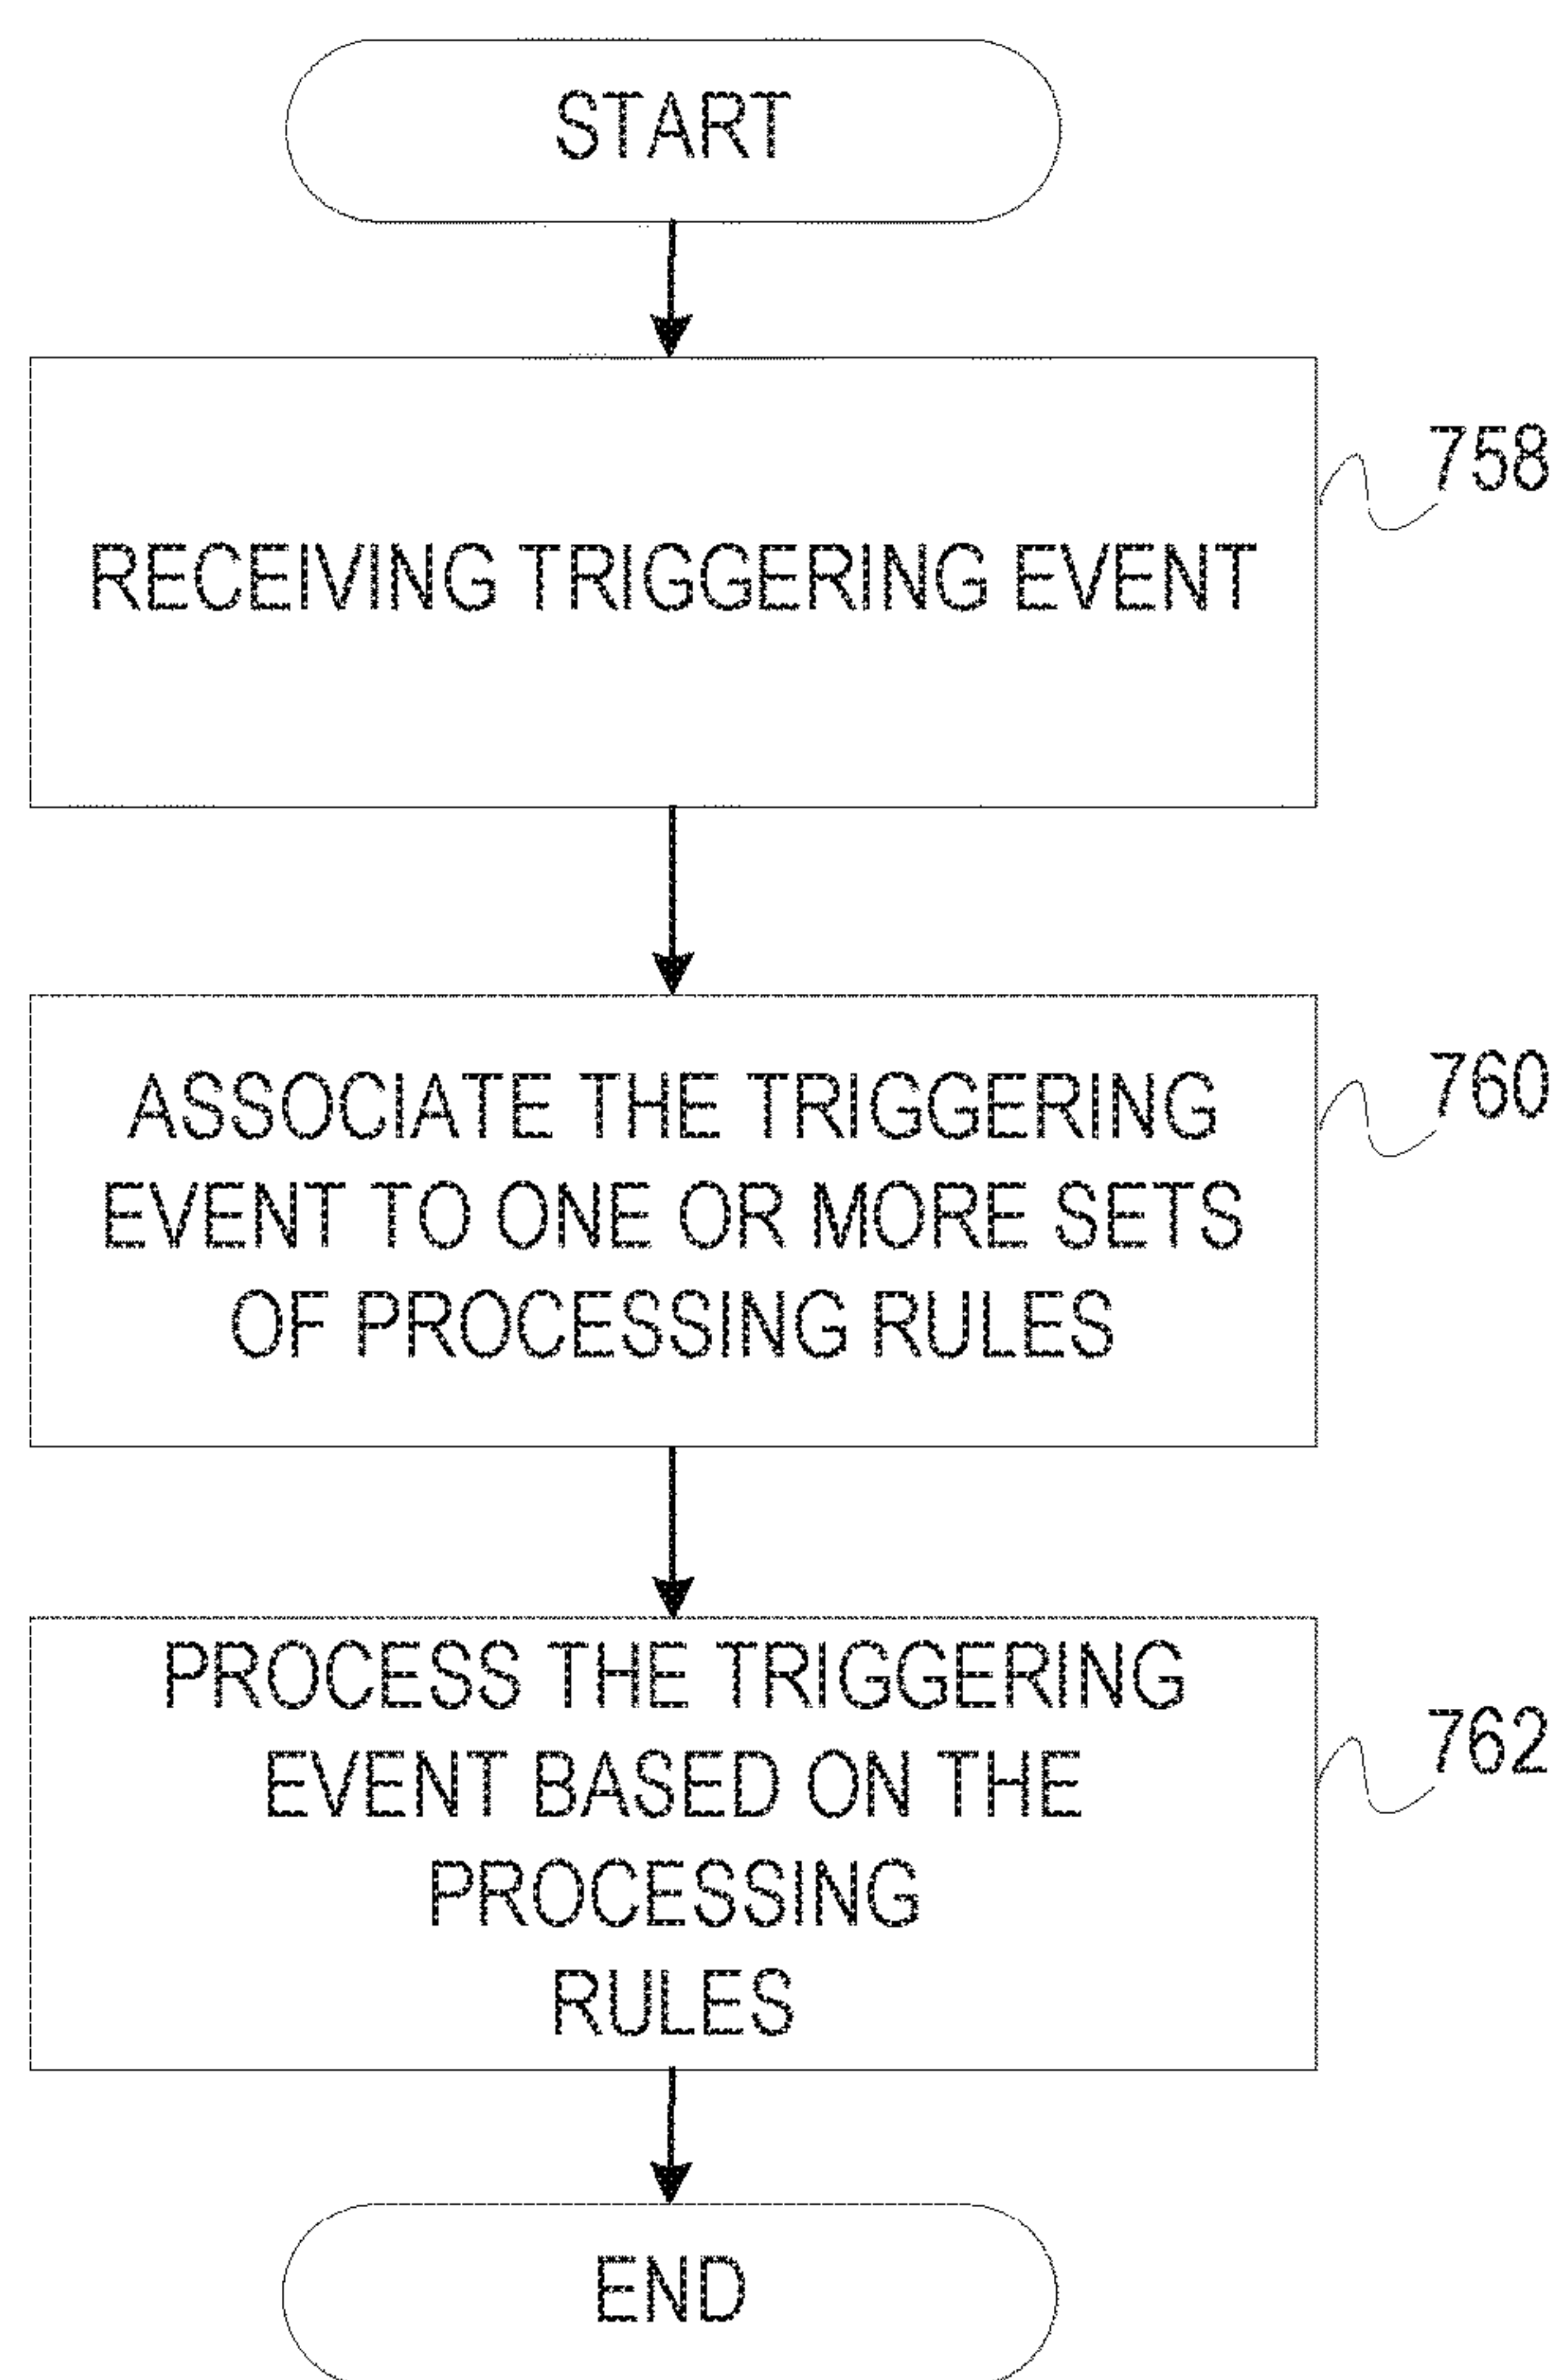 START
758
RECEIVING TRIGGERING EVENT
760
ASSOCIATE THE TRIGGERING
EVENT TO ONE OR MORE SETS
OF PROCESSING RULES
762
PROCESS THE TRIGGERING
EVENT BASED ON THE
PROCESSING
RULES
END